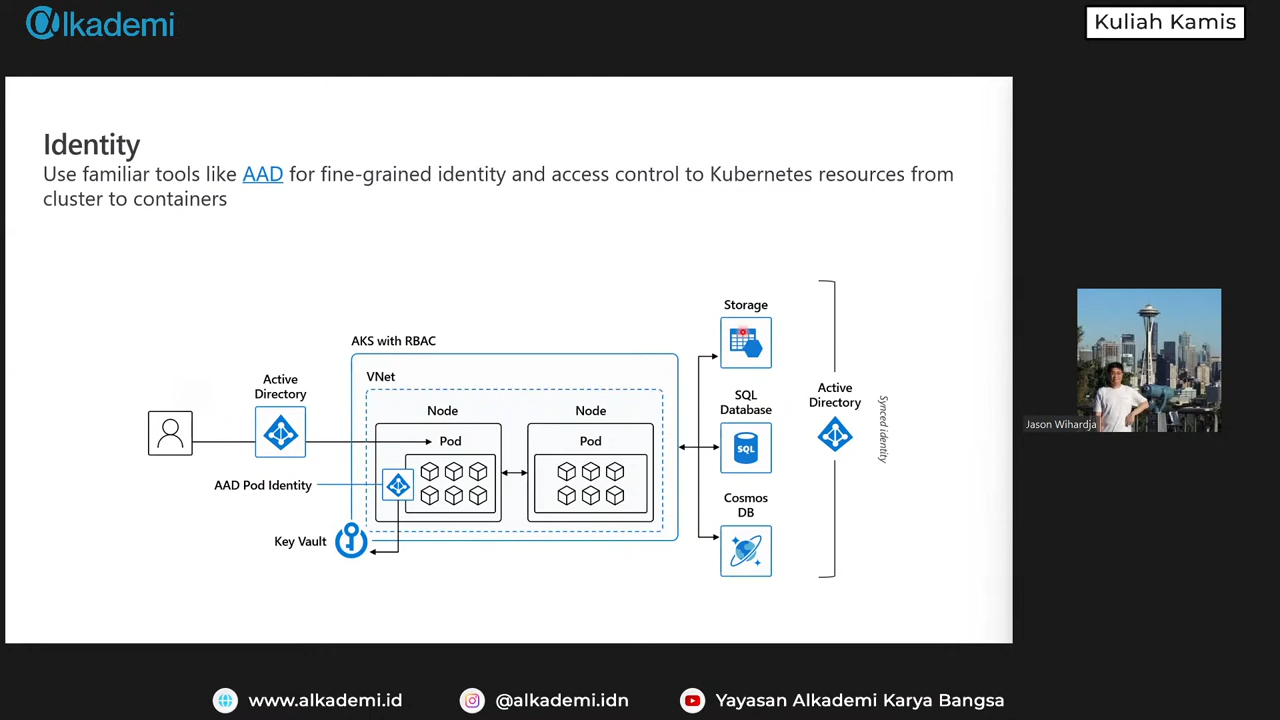 alkademi
Kuliah Kamis
Identity
Use familiar tools like AAD for fine-grained identity and access control to Kubernetes resources from
cluster to containers
Storage
AKS with RBAC
VNet
Active
Directory
Node
Node
SQL
Database
Active
Directory
Synced identity
Pod
Pod
SQL
AAD Pod Identity
Cosmos
DB
Key Vault
Jason Wihardja
www.alkademi.id
@alkademi.idn
Yayasan Alkademi Karya Bangsa